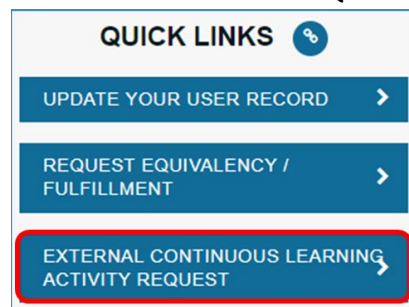 QUICK LINKS
UPDATE YOUR USER RECORD
REQUEST EQUIVALENCY /
FULFILLMENT
EXTERNAL CONTINUOUS LEARNING
ACTIVITY REQUEST